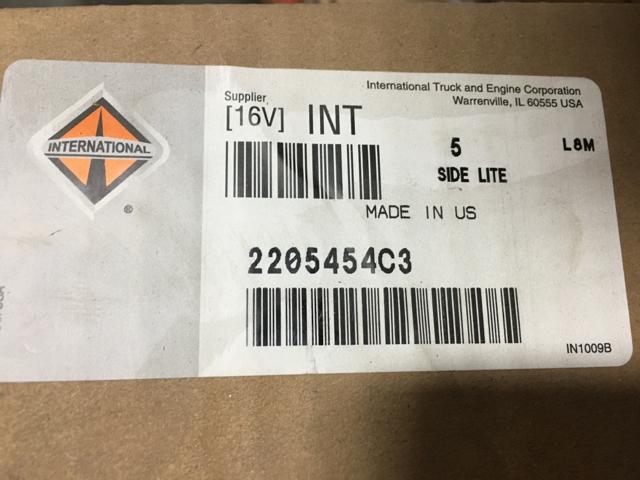 INTERNATIONAL
®
Supplier
[16V] INT
International Truck and Engine Corporation
Warrenville, IL 60555 USA
5
L8M
SIDE LITE
MADE IN US
2205454C3
IN1009B